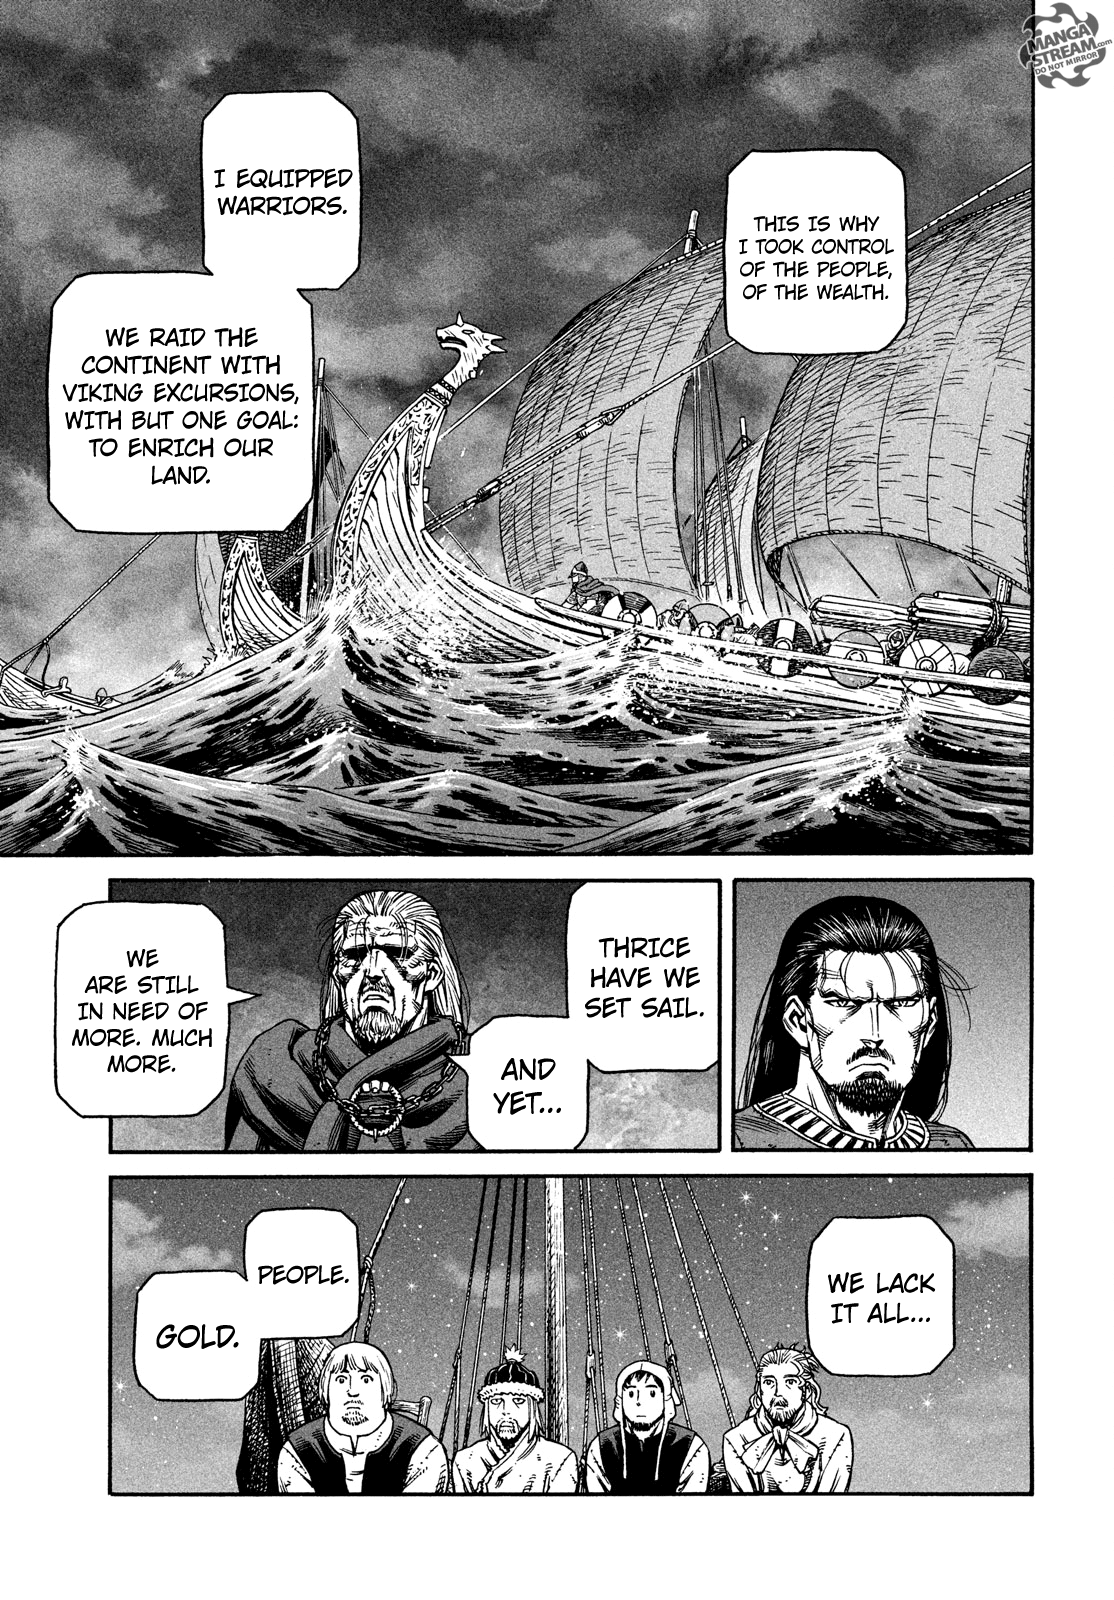 MANGA
STREAM.com
DO NOT MIRROR
THIS IS WHY
I TOOK CONTROL
OF THE PEOPLE,
OF THE WEALTH.
I EQUIPPED
WARRIORS.
WE RAID THE
CONTINENT WITH
VIKING EXCURSIONS,
WITH BUT ONE GOAL:
TO ENRICH OUR
LAND.
THRICE
HAVE WE
SET SAIL.
AND
YET...
WE
ARE STILL
IN NEED OF
MORE. MUCH
MORE.
WE LACK
IT ALL...
PEOPLE.
GOLD.